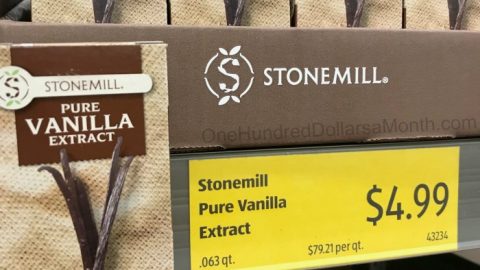 STONEMILL®
PURE
VANILLA
EXTRACT
S STONEMILL®
OneHundredDollarsaMonth.com
Stonemill
Pure Vanilla
Extract
$4.99
.063 qt.
$79.21 per qt.
43234